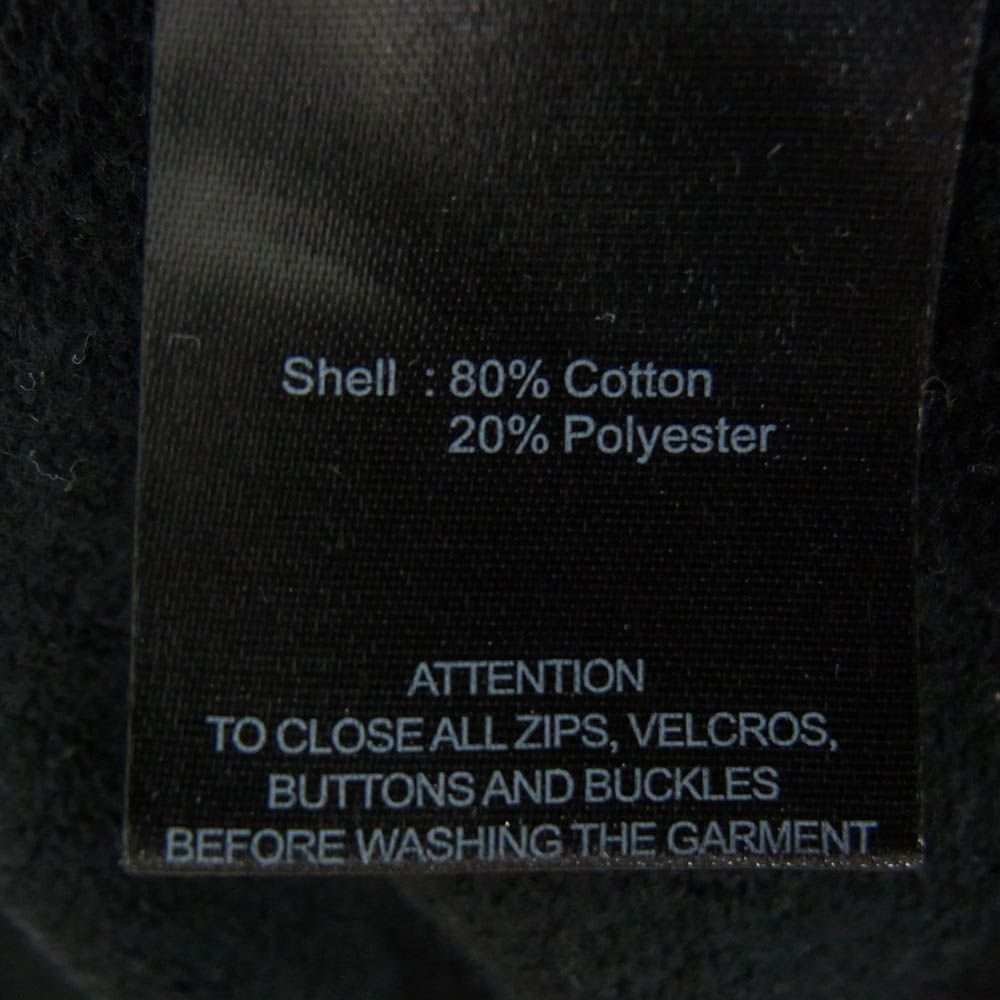 Shell : 80% Cotton
20% Polyester
ATTENTION
TO CLOSE ALL ZIPS, VELCROS,
BUTTONS AND BUCKLES
BEFORE WASHING THE GARMENT